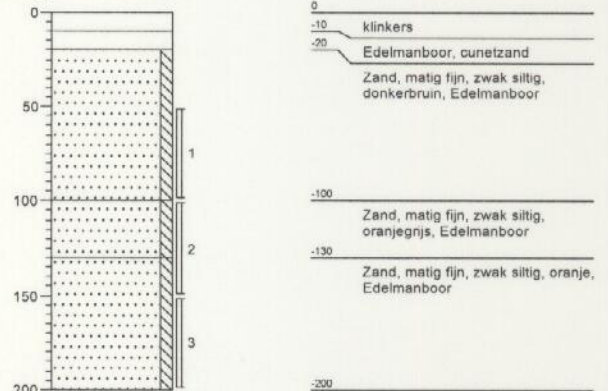 0
50
100
150
200
1
2
3
0
-10
klinkers
-20
Edelmanboor, cunetzand
Zand, matig fijn, zwak siltig,
donkerbruin, Edelmanboor
-100
Zand, matig fijn, zwak siltig,
oranjegrijs, Edelmanboor
-130
Zand, matig fijn, zwak siltig, oranje,
Edelmanboor
-200